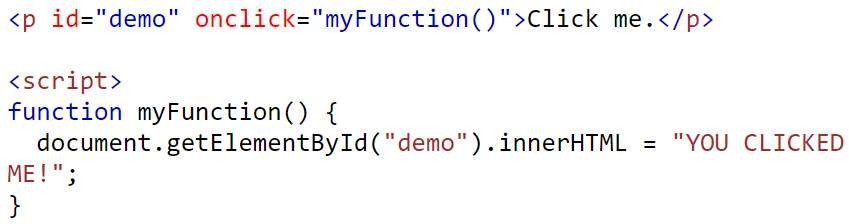 <p id="demo" onclick="myFunction()">Click me.</p>
<script>
function myFunction() {
  document.getElementById("demo").innerHTML = "YOU CLICKED
ME!";
}